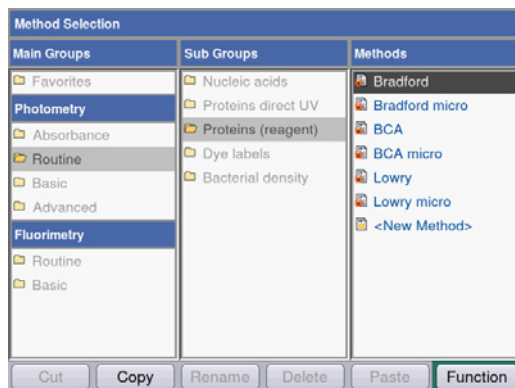 Method Selection
Main Groups
Favorites
Photometry
Absorbance
Routine
Basic
Advanced
Fluorimetry
Routine
Basic
Sub Groups
Nucleic acids
Proteins direct UV
Proteins (reagent)
Dye labels
Bacterial density
Methods
Bradford
Bradford micro
BCA
BCA micro
Lowry
Lowry micro
<New Method>
Cut
Copy
Rename
Delete
Paste
Function